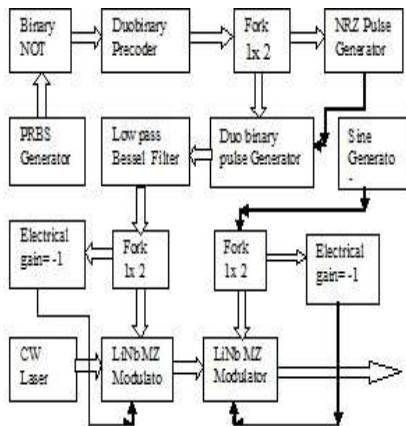 Binary
NOT
Duobinary
Precoder
Fork
1x 2
NRZ Pulse
Generator
PRBS
Generator
Low pass
Bessel Filter
Duo binary
pulse Generator
Sine
Generato
-
Electrical
gain= -1
Fork
1x 2
Fork
1x 2
Electrical
gain= -1
CW
Laser
LiNb MZ
Modulato
LiNb MZ
Modulator